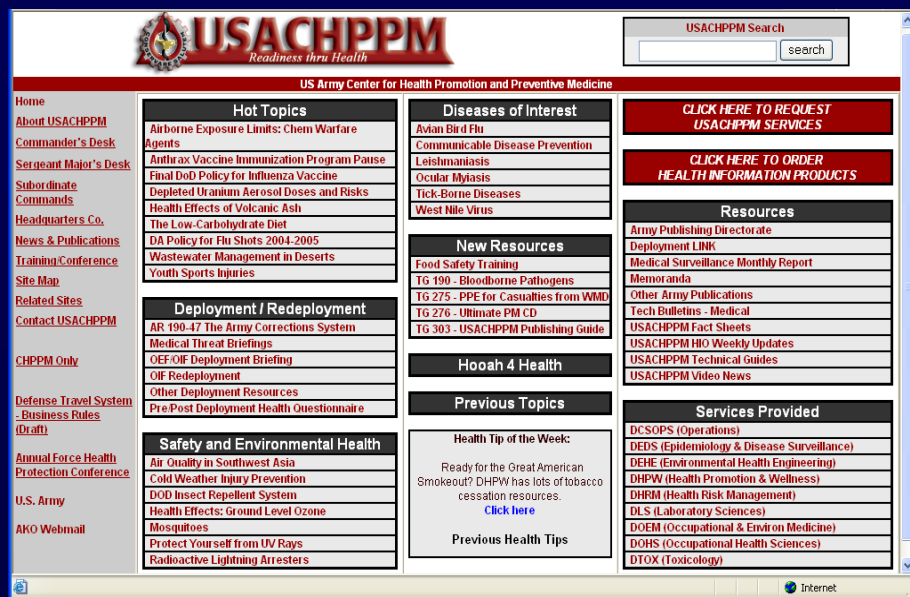 USACHPPM
Readiness thru Health
USACHPPM Search
search
US Army Center for Health Promotion and Preventive Medicine
Home
About USACHPPM
Commander's Desk
Sergeant Major's Desk
Subordinate
Commands
Headquarters Co.
News & Publications
Training/Conference
Site Map
Related Sites
Contact USACHPPM
CHPPM Only
Defense Travel System
- Business Rules
(Draft)
Annual Force Health
Protection Conference
U.S. Army
AKO Webmail
Hot Topics
Airborne Exposure Limits: Chem Warfare
Agents
Anthrax Vaccine Immunization Program Pause
Final DoD Policy for Influenza Vaccine
Depleted Uranium Aerosol Doses and Risks
Health Effects of Volcanic Ash
The Low-Carbohydrate Diet
DA Policy for Flu Shots 2004-2005
Wastewater Management in Deserts
Youth Sports Injuries
Deployment / Redeployment
AR 190-47 The Army Corrections System
Medical Threat Briefings
OEF/OIF Deployment Briefing
OIF Redeployment
Other Deployment Resources
Pre/Post Deployment Health Questionnaire
Safety and Environmental Health
Air Quality in Southwest Asia
Cold Weather Injury Prevention
DOD Insect Repellent System
Health Effects: Ground Level Ozone
Mosquitoes
Protect Yourself from UV Rays
Radioactive Lightning Arresters
Diseases of Interest
Avian Bird Flu
Communicable Disease Prevention
Leishmaniasis
Ocular Myiasis
Tick-Borne Diseases
West Nile Virus
New Resources
Food Safety Training
TG 190 - Bloodborne Pathogens
TG 275 - PPE for Casualties from WMD
TG 276 - Ultimate PM CD
TG 303 - USACHPPM Publishing Guide
Hooah 4 Health
Previous Topics
Health Tip of the Week:
Ready for the Great American
Smokeout? DHPW has lots of tobacco
cessation resources.
Click here
Previous Health Tips
CLICK HERE TO REQUEST
USACHPPM SERVICES
CLICK HERE TO ORDER
HEALTH INFORMATION PRODUCTS
Resources
Army Publishing Directorate
Deployment LINK
Medical Surveillance Monthly Report
Memoranda
Other Army Publications
Tech Bulletins - Medical
USACHPPM Fact Sheets
USACHPPM HIO Weekly Updates
USACHPPM Technical Guides
USACHPPM Video News
Services Provided
DCSOPS (Operations)
DEDS (Epidemiology & Disease Surveillance)
DEHE (Environmental Health Engineering)
DHPW (Health Promotion & Wellness)
DHRM (Health Risk Management)
DLS (Laboratory Sciences)
DOEM (Occupational & Environ Medicine)
DOHS (Occupational Health Sciences)
DTOX (Toxicology)
Internet